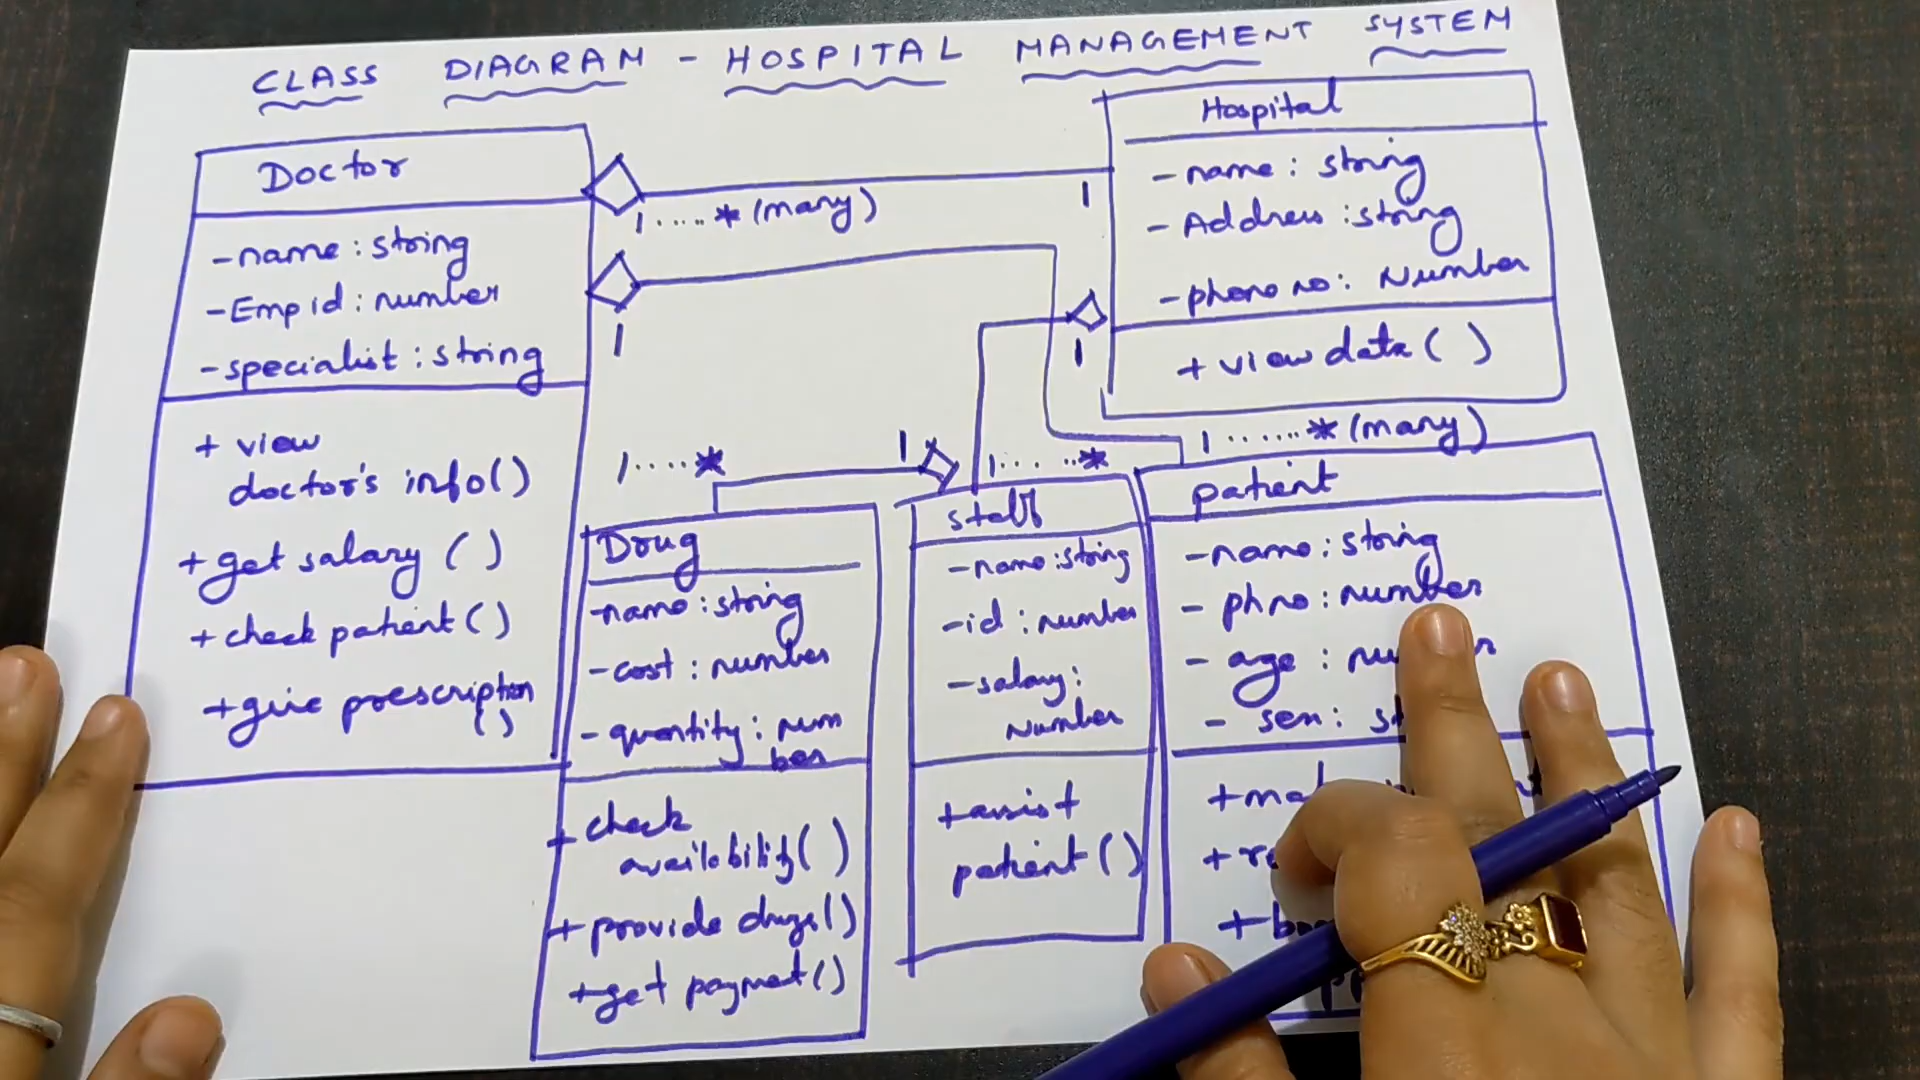 CLASS DIAGRAM - HOSPITAL MANAGEMENT SYSTEM
Doctor
- name : string
- Emp id : number
- specialist : string
+ view
doctor's info()
+ get salary ( )
+ check patient ( )
+ give prescription
( )
1.....* (many)
1
1
Hospital
- name : string
- Address : string
- phone no : Number
+ view data ( )
1
1....*
1
Drug
- name : string
- cost : number
- quantity : num
ber
+ check
availability( )
+ provide drugs()
+ get payment()
1.....*
staff
- name : string
- id : number
- salary :
Number
+ assist
patient ( )
1......* (many)
patient
- name : string
- ph no : number
- age :
- sex :